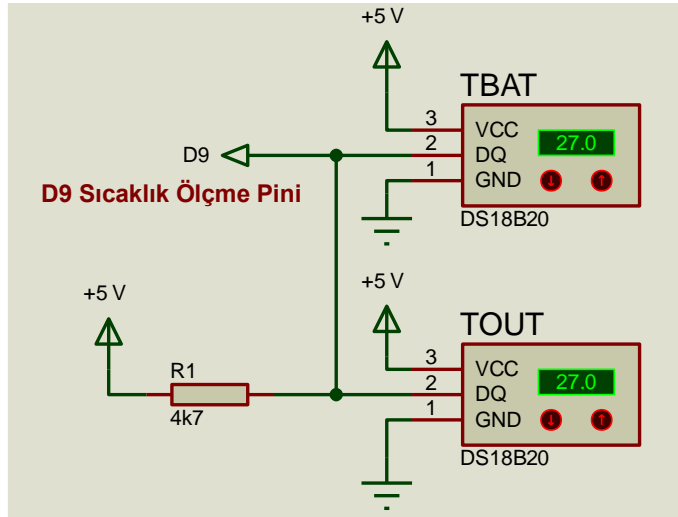 +5 V
TBAT
3
VCC
27.0
D9
2
DQ
1
GND
D9 Sıcaklık Ölçme Pini
DS18B20
+5 V
+5 V
TOUT
3
VCC
27.0
R1
2
DQ
4k7
1
GND
DS18B20